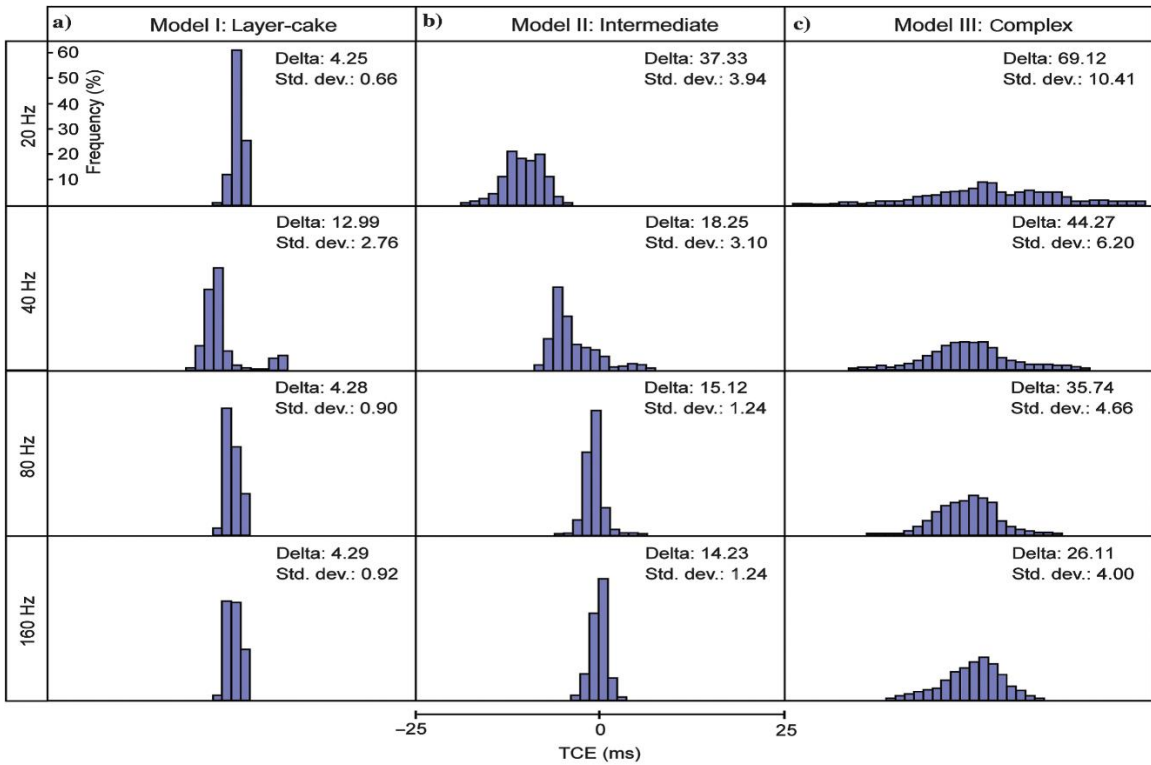 a) Model I: Layer-cake b) Model II: Intermediate c) Model III: Complex
20 Hz
Frequency (%)
60
50
40
30
20
10
Delta: 4.25
Std. dev.: 0.66
Delta: 37.33
Std. dev.: 3.94
Delta: 69.12
Std. dev.: 10.41
40 Hz
Delta: 12.99
Std. dev.: 2.76
Delta: 18.25
Std. dev.: 3.10
Delta: 44.27
Std. dev.: 6.20
80 Hz
Delta: 4.28
Std. dev.: 0.90
Delta: 15.12
Std. dev.: 1.24
Delta: 35.74
Std. dev.: 4.66
160 Hz
Delta: 4.29
Std. dev.: 0.92
Delta: 14.23
Std. dev.: 1.24
Delta: 26.11
Std. dev.: 4.00
−25 0 25
TCE (ms)